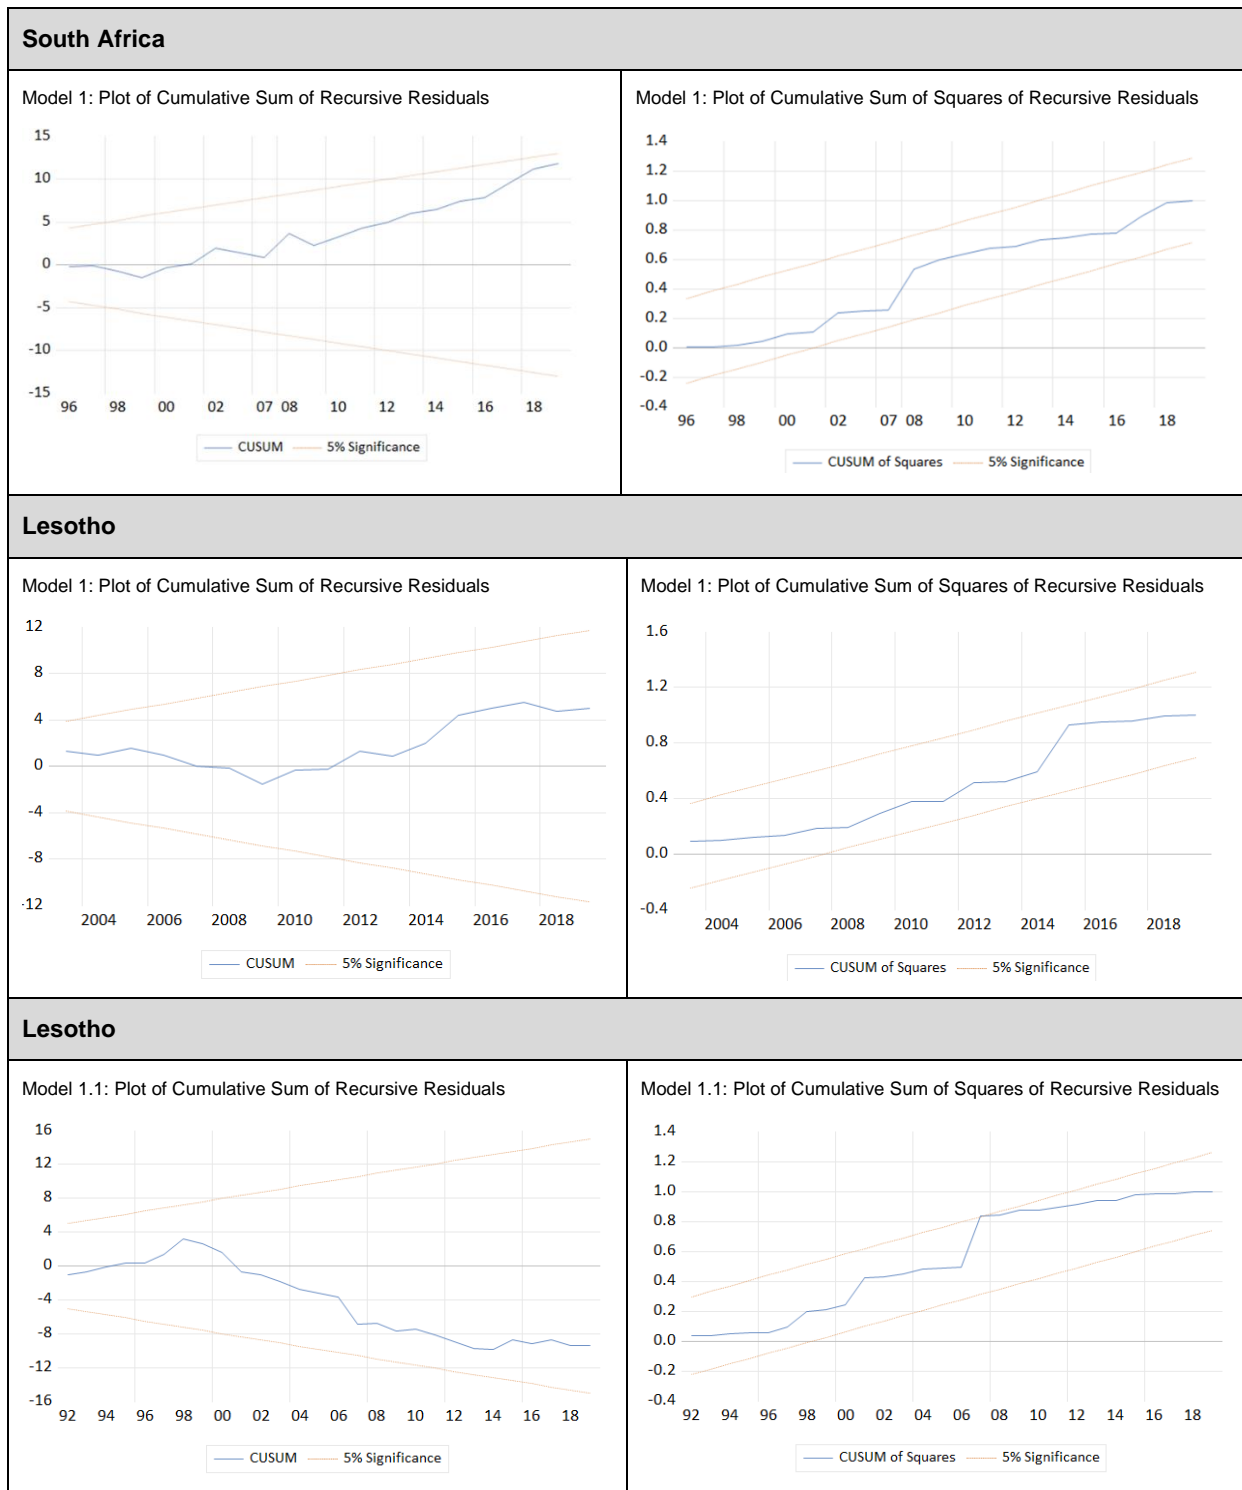 South Africa
Model 1: Plot of Cumulative Sum of Recursive Residuals
15
10
5
0
-5
-10
-15
96 98 00 02 07 08 10 12 14 16 18
CUSUM 5% Significance
Model 1: Plot of Cumulative Sum of Squares of Recursive Residuals
1.4
1.2
1.0
0.8
0.6
0.4
0.2
0.0
-0.2
-0.4
96 98 00 02 07 08 10 12 14 16 18
CUSUM of Squares 5% Significance
Lesotho
Model 1: Plot of Cumulative Sum of Recursive Residuals
12
8
4
0
-4
-8
-12
2004 2006 2008 2010 2012 2014 2016 2018
CUSUM 5% Significance
Model 1: Plot of Cumulative Sum of Squares of Recursive Residuals
1.6
1.2
0.8
0.4
0.0
-0.4
2004 2006 2008 2010 2012 2014 2016 2018
CUSUM of Squares 5% Significance
Lesotho
Model 1.1: Plot of Cumulative Sum of Recursive Residuals
16
12
8
4
0
-4
-8
-12
-16
92 94 96 98 00 02 04 06 08 10 12 14 16 18
CUSUM 5% Significance
Model 1.1: Plot of Cumulative Sum of Squares of Recursive Residuals
1.4
1.2
1.0
0.8
0.6
0.4
0.2
0.0
-0.2
-0.4
92 94 96 98 00 02 04 06 08 10 12 14 16 18
CUSUM of Squares 5% Significance